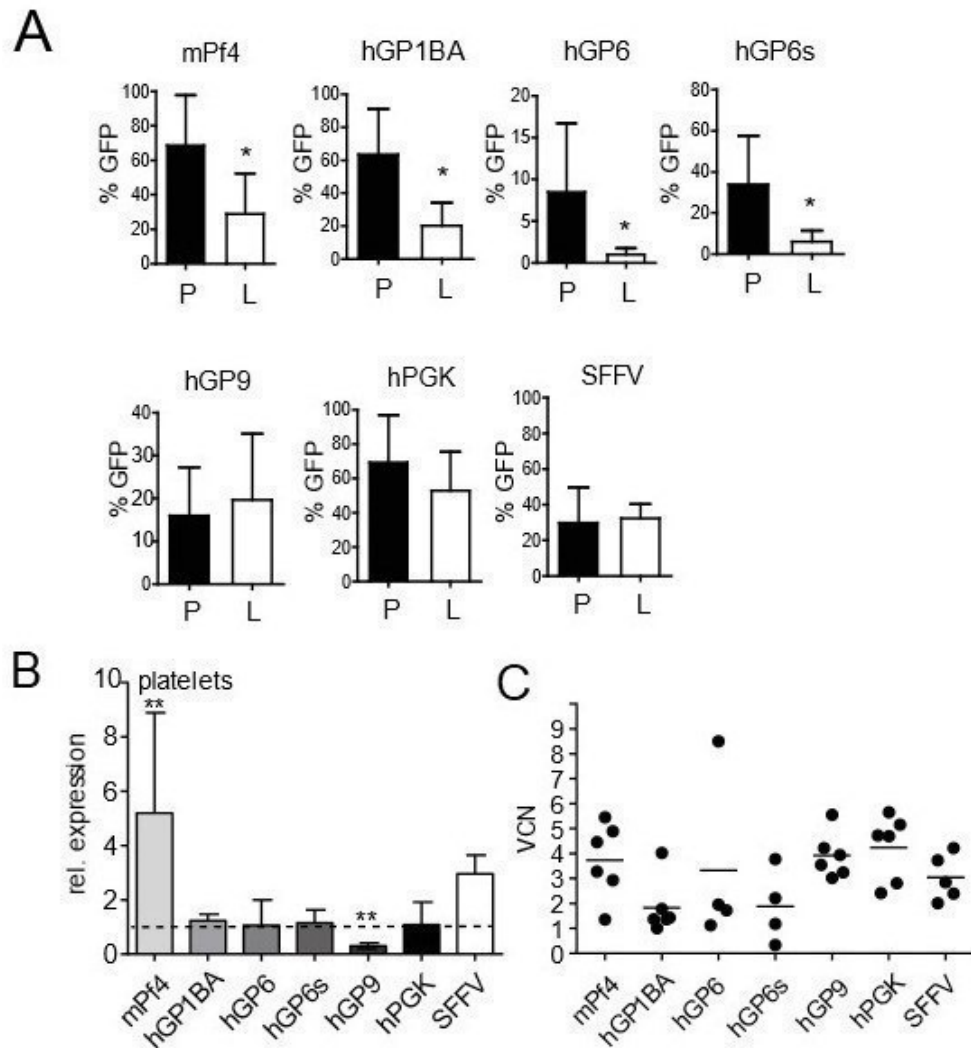 A
mPf4
hGP1BA
hGP6
hGP6s
% GFP
100
80
60
40
20
0
*
P
L
% GFP
100
80
60
40
20
0
*
P
L
% GFP
20
15
10
5
0
*
P
L
% GFP
80
60
40
20
0
*
P
L
hGP9
hPGK
SFFV
% GFP
40
30
20
10
0
P
L
% GFP
100
80
60
40
20
0
P
L
% GFP
100
80
60
40
20
0
P
L
B
platelets
rel. expression
10
8
6
4
2
0
**
**
mPf4
hGP1BA
hGP6
hGP6s
hGP9
hPGK
SFFV
C
VCN
9
8
7
6
5
4
3
2
1
0
mPf4
hGP1BA
hGP6
hGP6s
hGP9
hPGK
SFFV